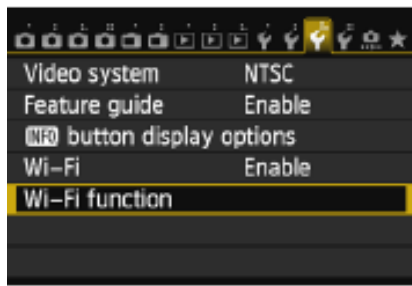 Video system NTSC
Feature guide Enable
INFO button display options
Wi-Fi Enable
Wi-Fi function